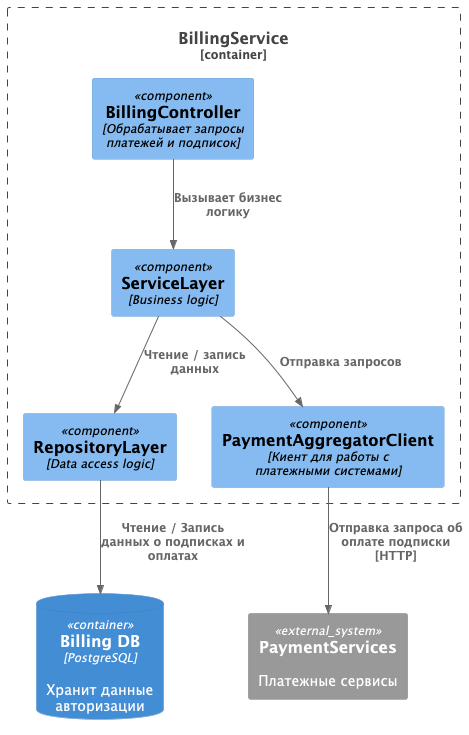 BillingService
[container]
«component»
BillingController
[Обрабатывает запросы
платежей и подписок]
Вызывает бизнес
логику
«component»
ServiceLayer
[Business logic]
Чтение / запись
данных
Отправка запросов
«component»
RepositoryLayer
[Data access logic]
«component»
PaymentAggregatorClient
[Киент для работы с
платежными системами]
Чтение / Запись
данных о подписках и
оплатах
Отправка запроса об
оплате подписки
[HTTP]
«container»
Billing DB
[PostgreSQL]
Хранит данные
авторизации
«external_system»
PaymentServices
Платежные сервисы